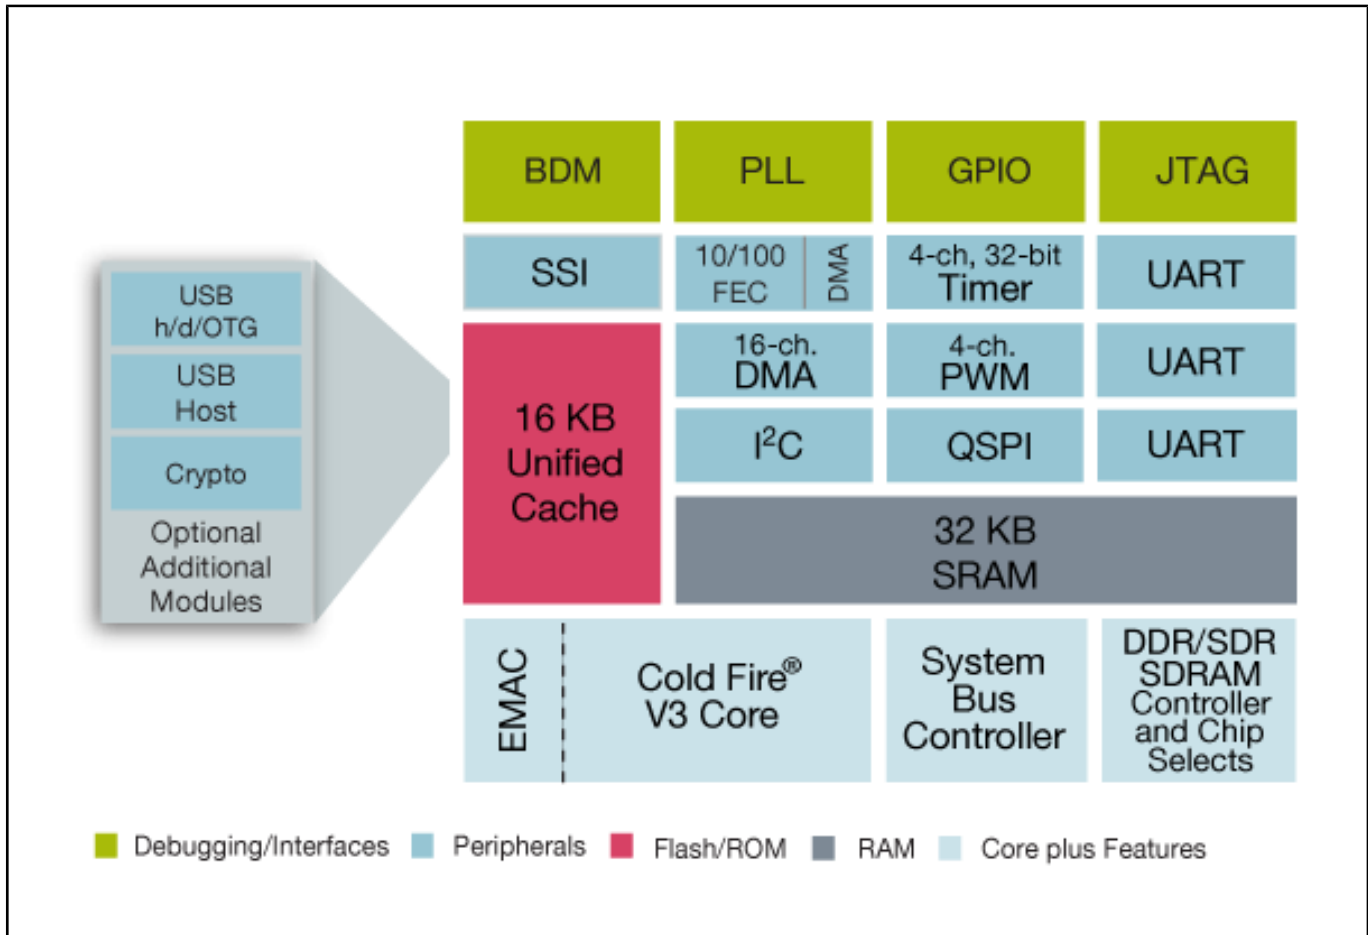 BDM
PLL
GPIO
JTAG
SSI
10/100
FEC
DMA
4-ch, 32-bit
Timer
UART
USB
h/d/OTG
USB
Host
Crypto
Optional
Additional
Modules
16 KB
Unified
Cache
16-ch.
DMA
4-ch.
PWM
UART
I²C
QSPI
UART
32 KB
SRAM
EMAC
Cold Fire®
V3 Core
System
Bus
Controller
DDR/SDR
SDRAM
Controller
and Chip
Selects
Debugging/Interfaces
Peripherals
Flash/ROM
RAM
Core plus Features